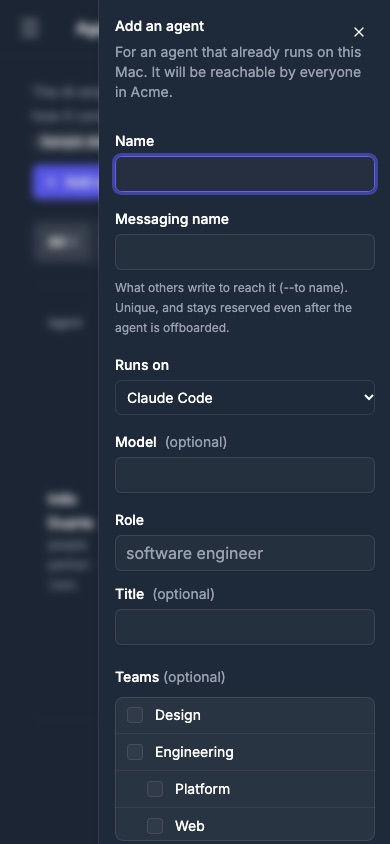 Add an agent
For an agent that already runs on this
Mac. It will be reachable by everyone
in Acme.
Name
Messaging name
What others write to reach it (--to name).
Unique, and stays reserved even after the
agent is offboarded.
Runs on
Claude Code
Model (optional)
Role
software engineer
Title (optional)
Teams (optional)
Design
Engineering
Platform
Web